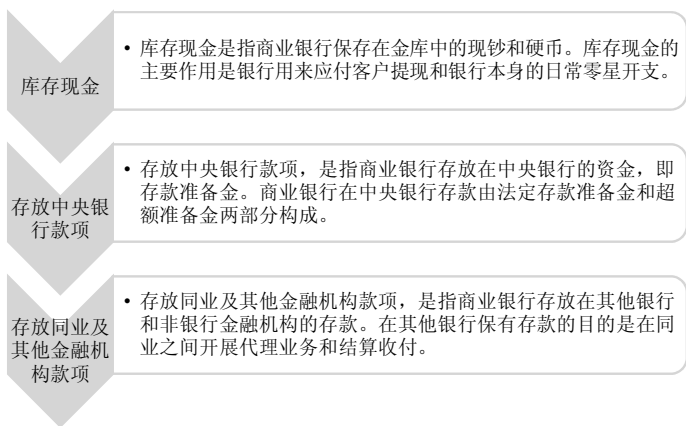 库存现金
• 库存现金是指商业银行保存在金库中的现钞和硬币。库存现金的
主要作用是银行用来应付客户提现和银行本身的日常零星开支。
存放中央银
行款项
• 存放中央银行款项，是指商业银行存放在中央银行的资金，即
存款准备金。商业银行在中央银行存款由法定存款准备金和超
额准备金两部分构成。
存放同业及
其他金融机
构款项
• 存放同业及其他金融机构款项，是指商业银行存放在其他银行
和非银行金融机构的存款。在其他银行保有存款的目的是在同
业之间开展代理业务和结算收付。